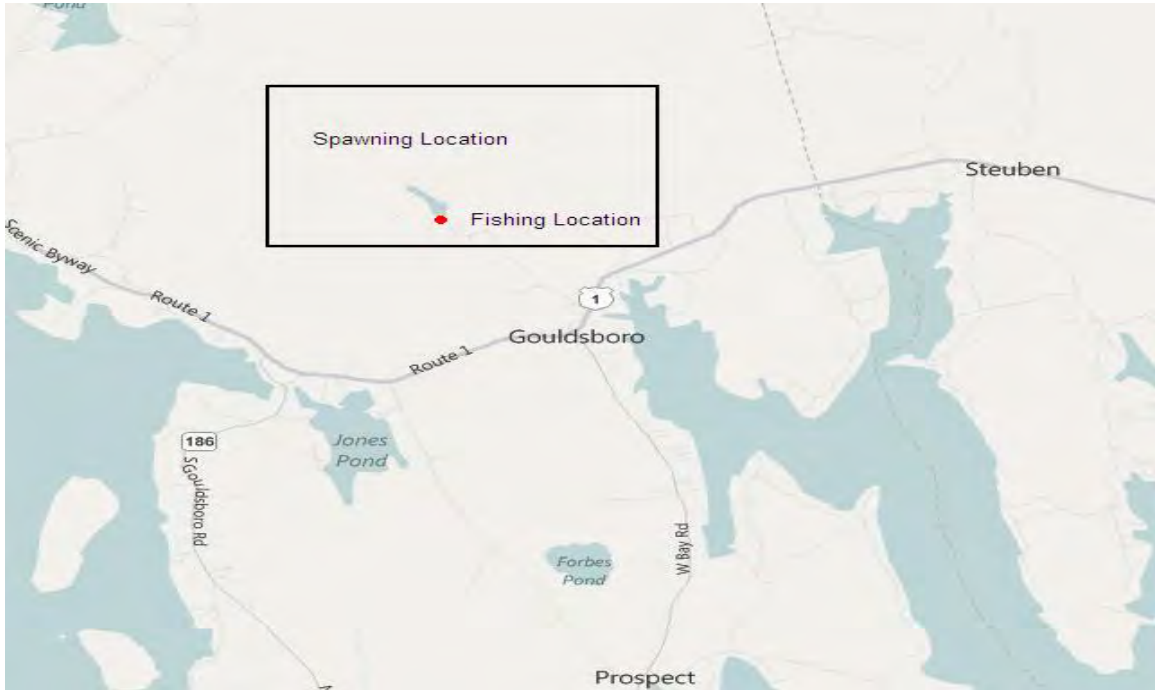 Pond
Spawning Location
Fishing Location
Steuben
Scenic Byway
Route 1
1
Gouldsboro
Route 1
186
S Gouldsboro Rd
Jones
Pond
W Bay Rd
Forbes
Pond
Prospect